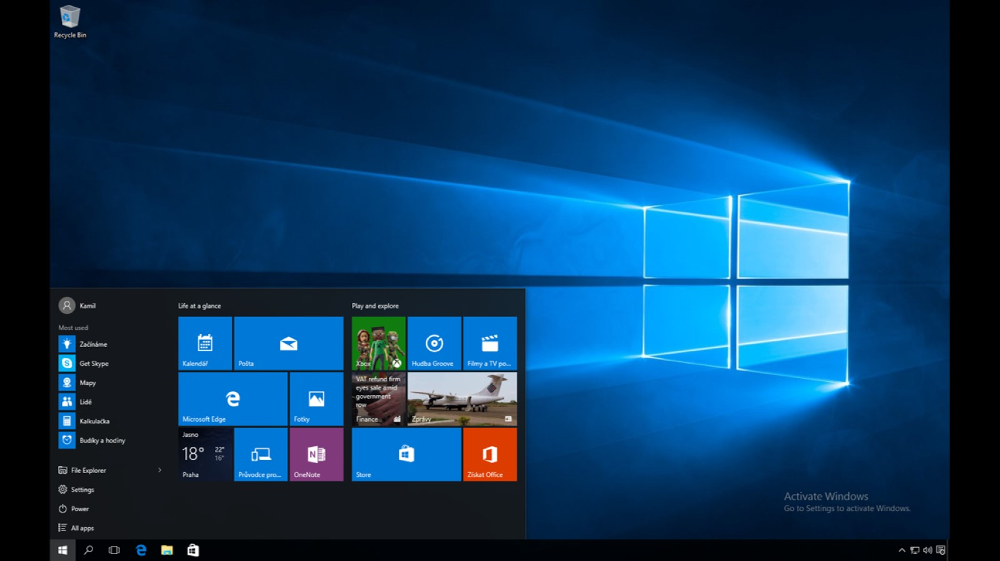 Recycle Bin
Kamil
Most used
Začínáme
Get Skype
Mapy
Lidé
Kalkulačka
Budíky a hodiny
File Explorer
Settings
Power
All apps
Life at a glance
Kalendář
Pošta
Microsoft Edge
Fotky
Jasno
18° 22°
16°
Praha
Průvodce pro...
OneNote
Play and explore
Xbox
Hudba Groove
Filmy a TV po...
VAT refund firm
eyes sale amid
government
row
Finance
Zprávy
Store
Získat Office
Activate Windows
Go to Settings to activate Windows.